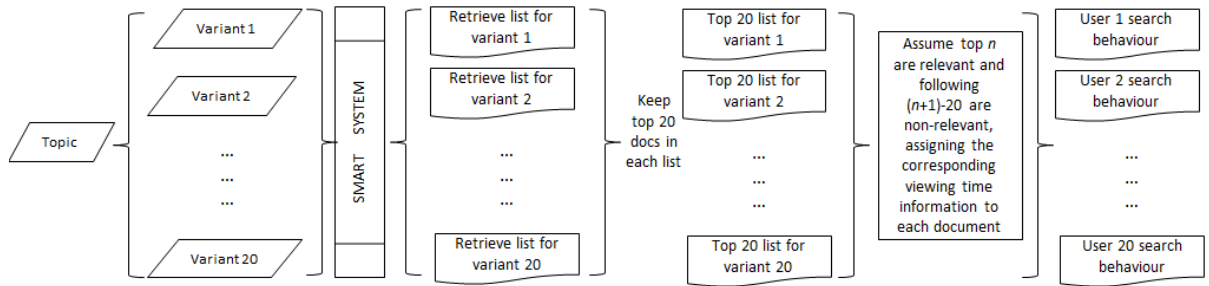 Topic
Variant 1
Variant 2
...
...
...
Variant 20
SMART SYSTEM
Retrieve list for
variant 1
Retrieve list for
variant 2
...
...
...
Retrieve list for
variant 20
Keep
top 20
docs in
each list
Top 20 list for
variant 1
Top 20 list for
variant 2
...
...
...
Top 20 list for
variant 20
Assume top n
are relevant and
following
(n+1)-20 are
non-relevant,
assigning the
corresponding
viewing time
information to
each document
User 1 search
behaviour
User 2 search
behaviour
...
...
...
User 20 search
behaviour